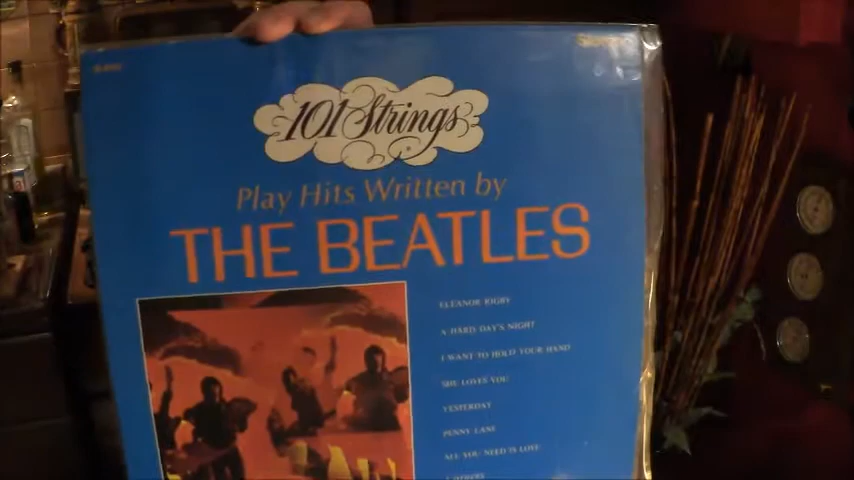 101 Strings
Play Hits Written by
THE BEATLES
ELEANOR RIGBY
A HARD DAY'S NIGHT
I WANT TO HOLD YOUR HAND
SHE LOVES YOU
YESTERDAY
PENNY LANE
ALL YOU NEED IS LOVE